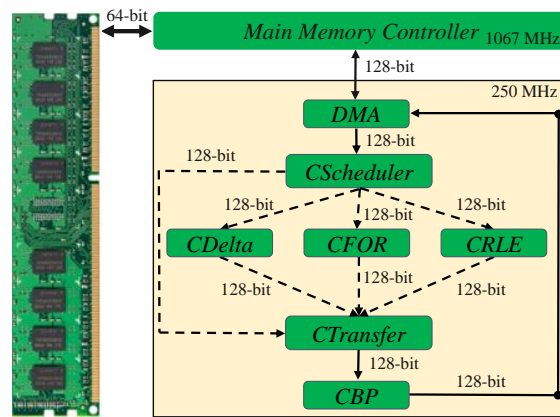 64-bit
Main Memory Controller 1067 MHz
128-bit
250 MHz
DMA
128-bit
128-bit
CScheduler
128-bit
128-bit
128-bit
CDelta
CFOR
CRLE
128-bit
128-bit
128-bit
CTransfer
128-bit
CBP
128-bit